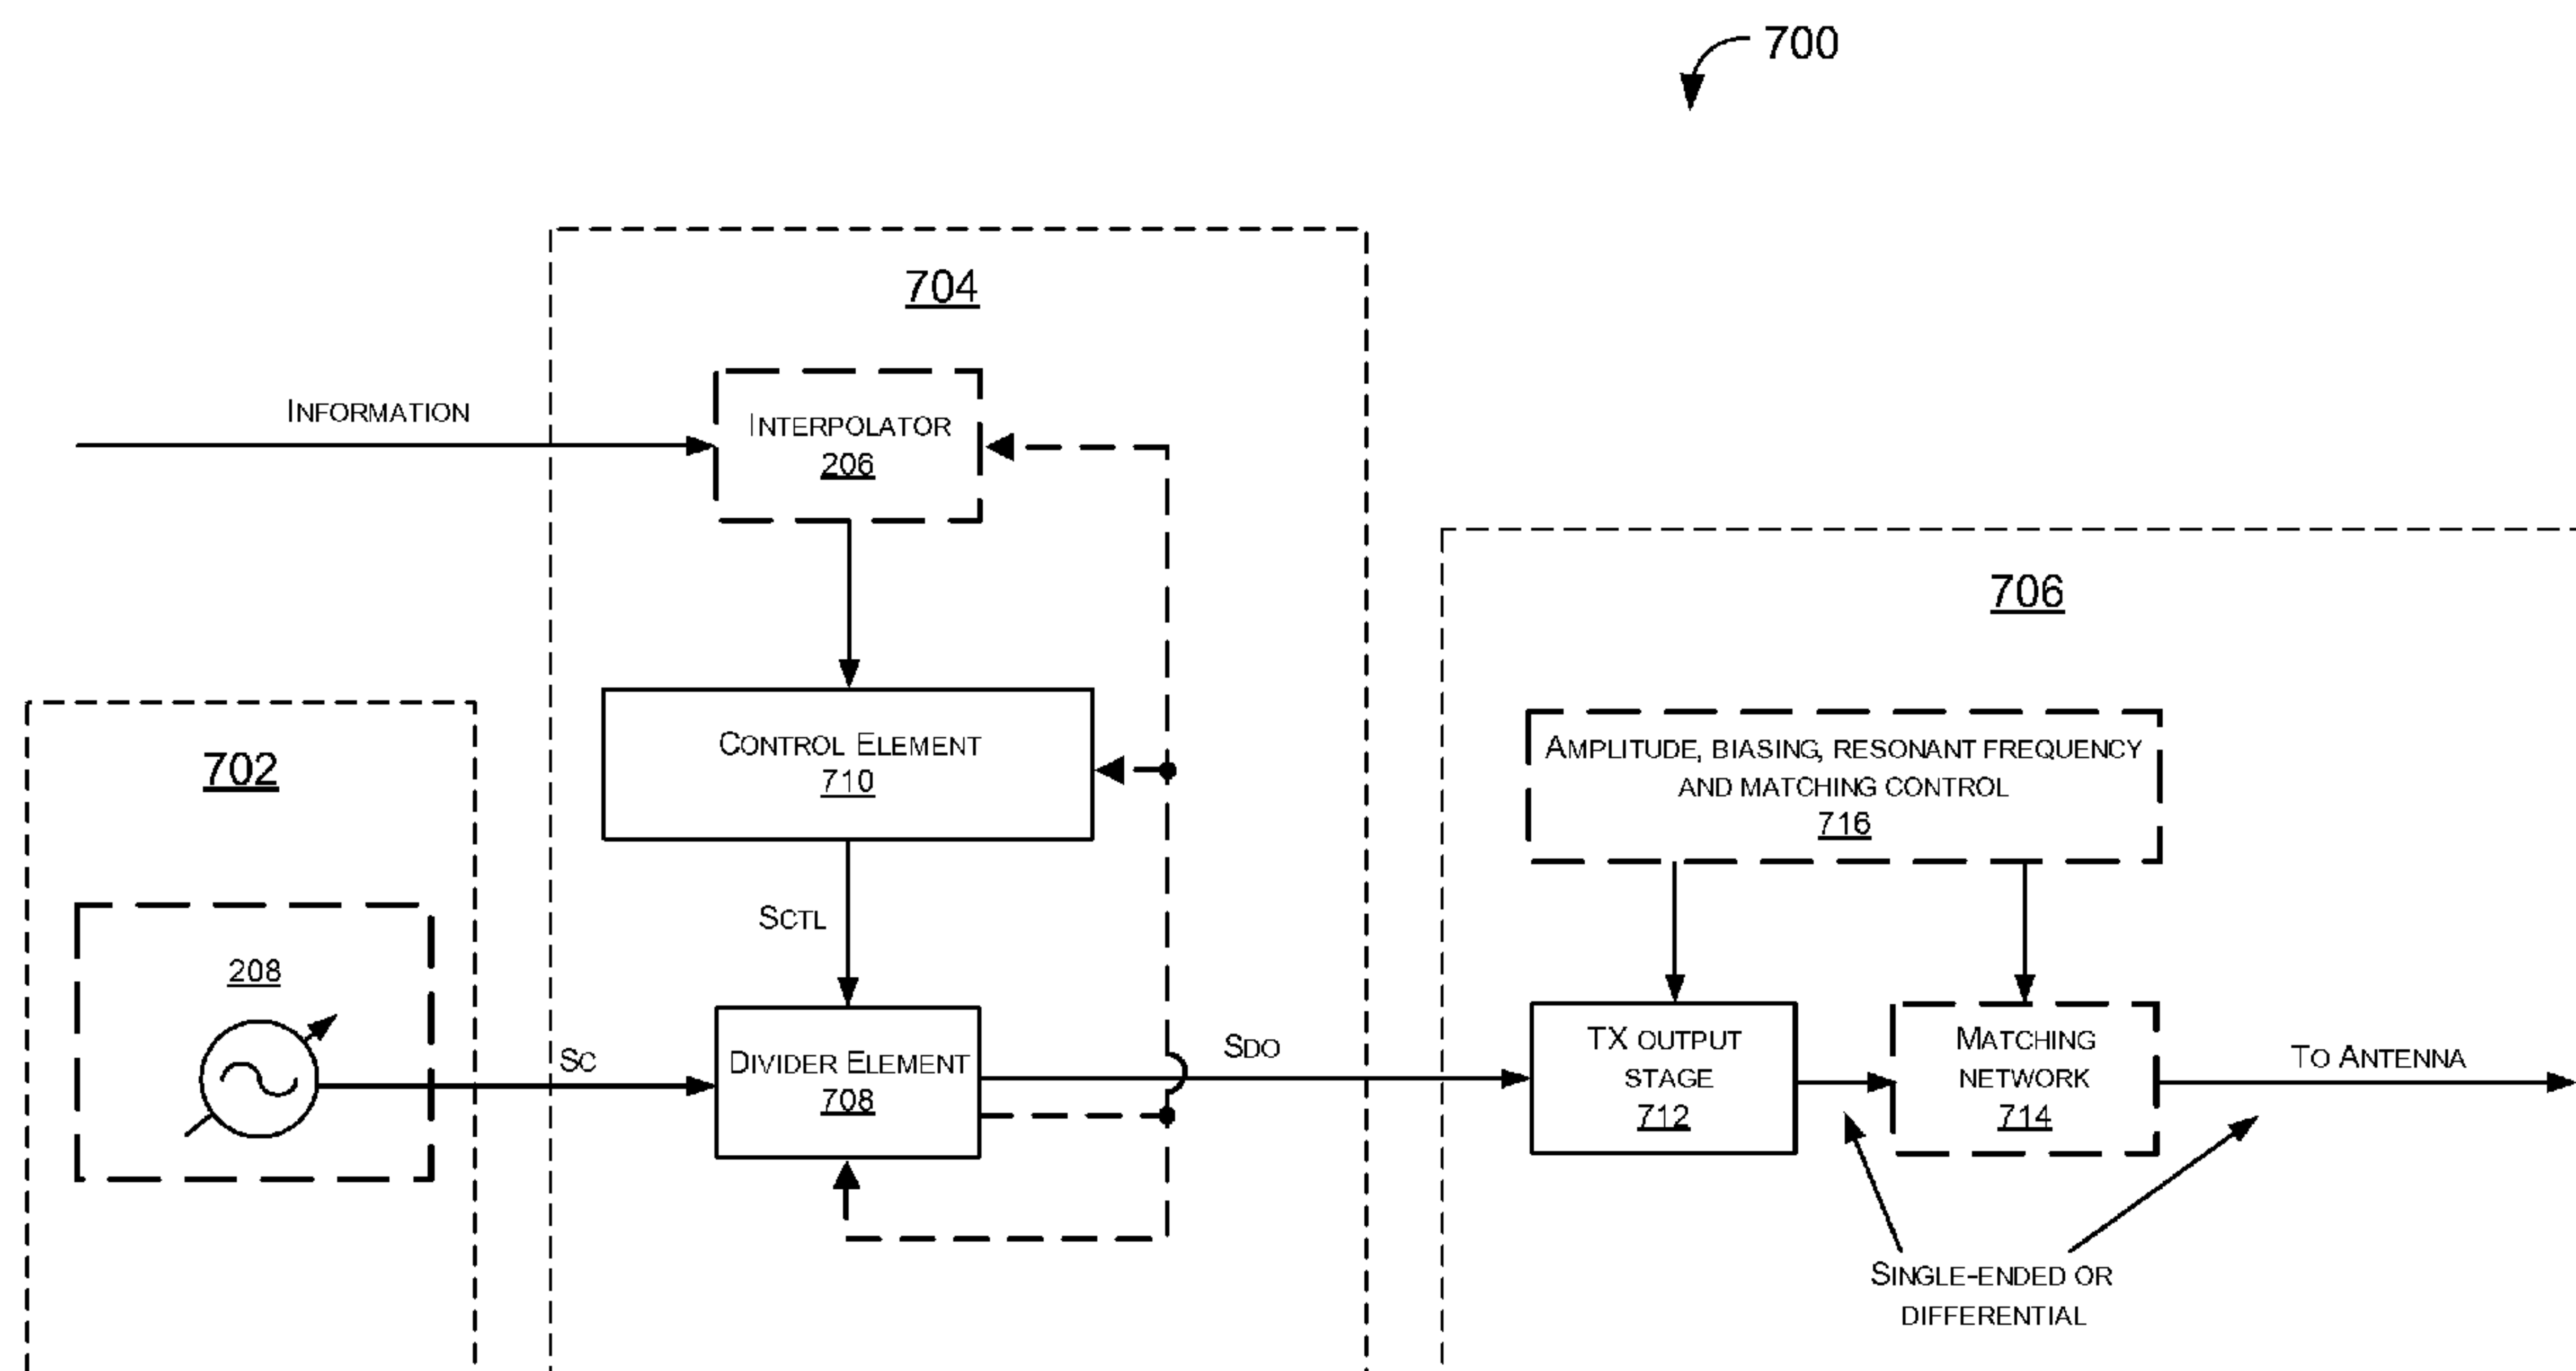 700
704
INFORMATION
INTERPOLATOR
206
706
702
CONTROL ELEMENT
710
AMPLITUDE, BIASING, RESONANT FREQUENCY
AND MATCHING CONTROL
716
SCTL
208
SC
DIVIDER ELEMENT
708
SDO
TX OUTPUT
STAGE
712
MATCHING
NETWORK
714
TO ANTENNA
SINGLE-ENDED OR
DIFFERENTIAL